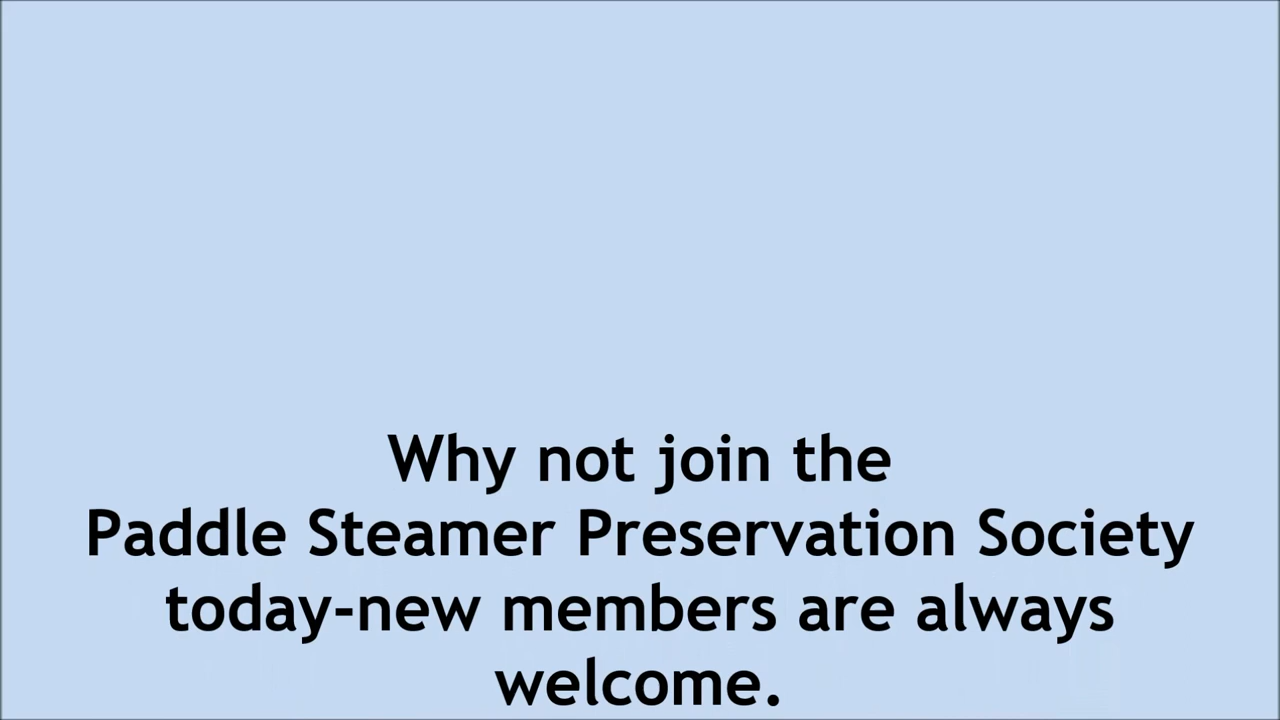 Why not join the
Paddle Steamer Preservation Society
today-new members are always
welcome.